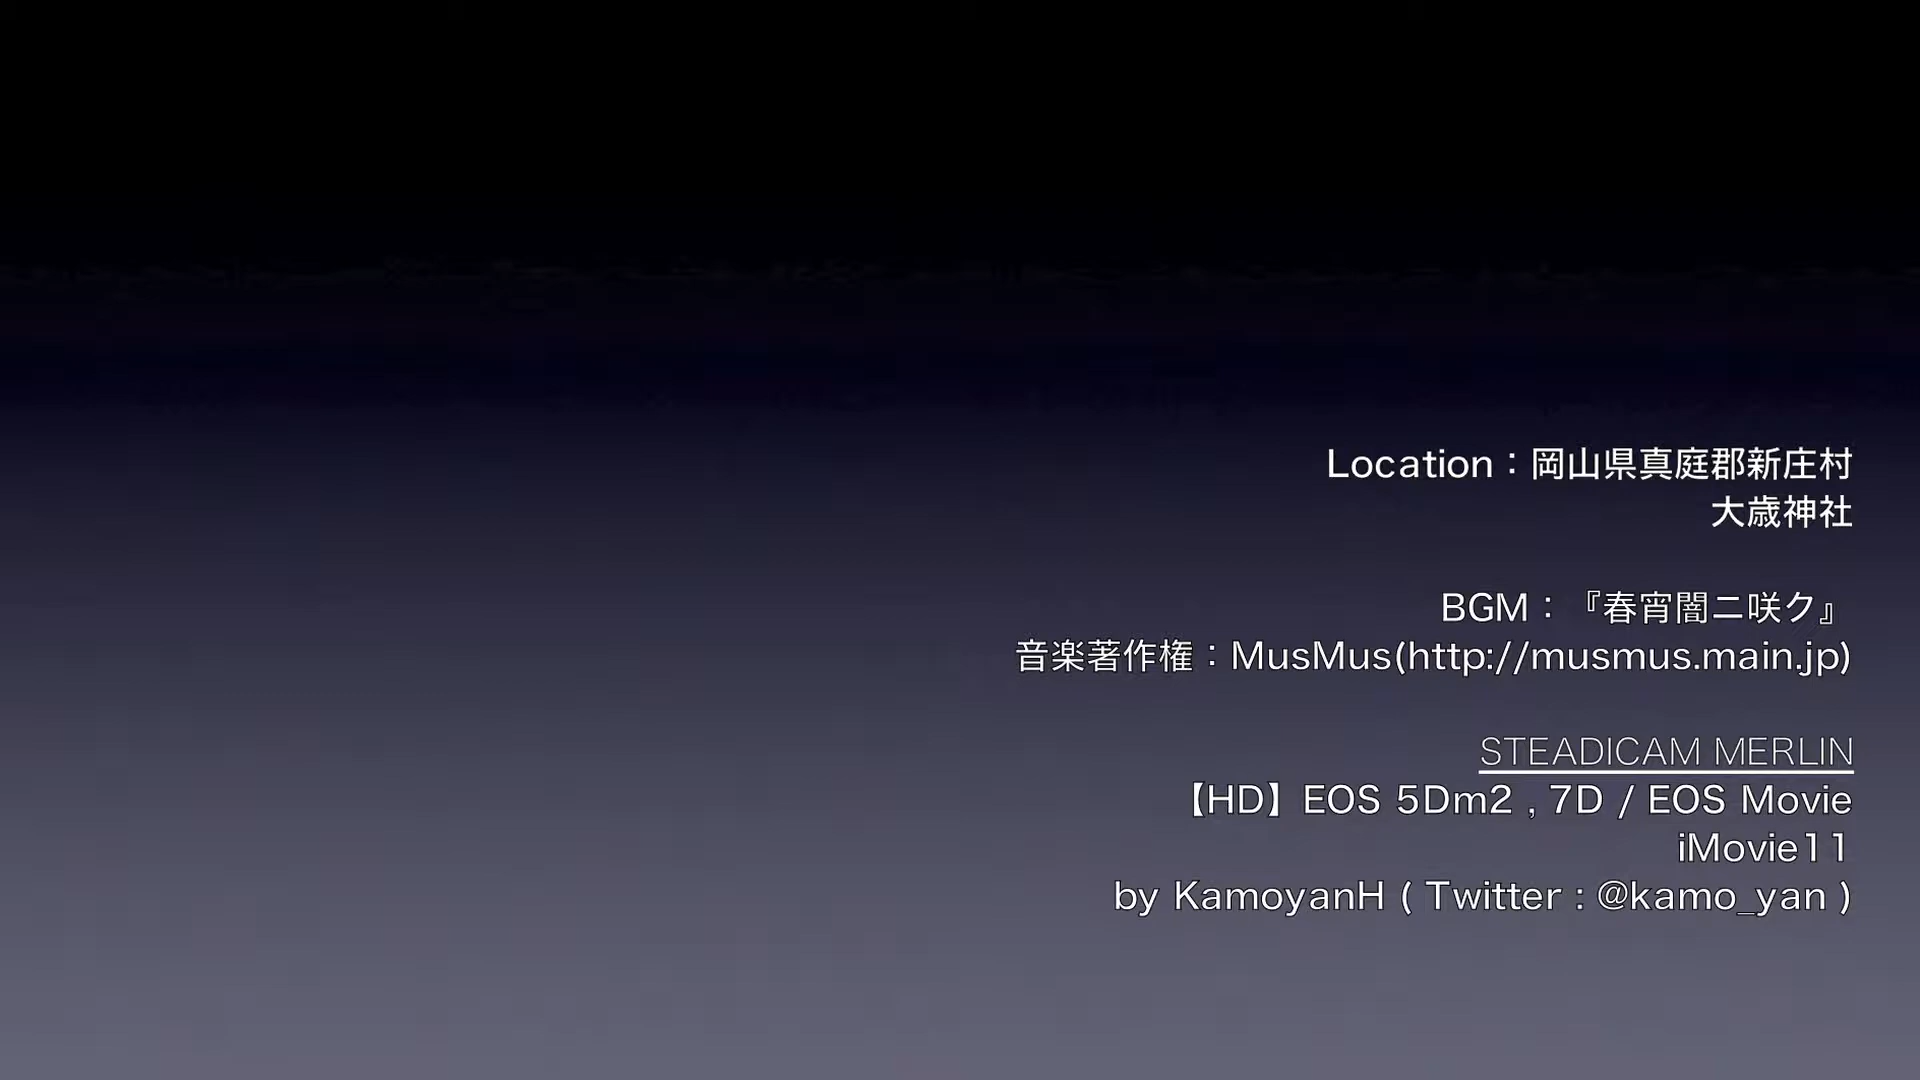 Location：岡山県真庭郡新庄村
大歳神社
BGM：『春宵闇ニ咲ク』
音楽著作権：MusMus(http://musmus.main.jp)
STEADICAM MERLIN
【HD】EOS 5Dm2 , 7D / EOS Movie
iMovie11
by KamoyanH ( Twitter : @kamo_yan )